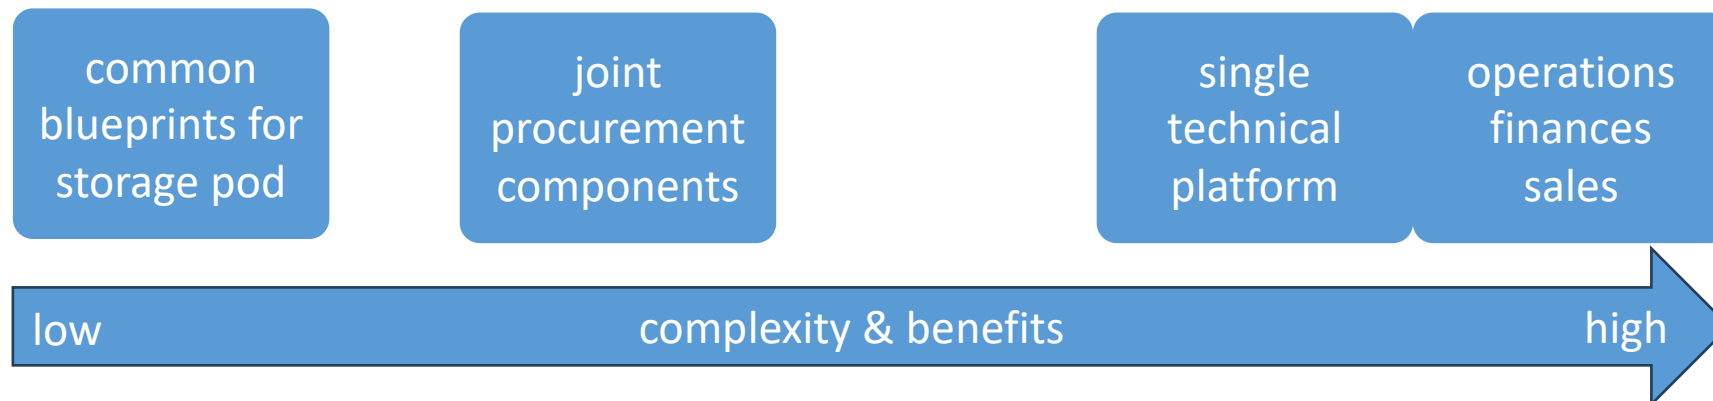 common
blueprints for
storage pod
joint
procurement
components
single
technical
platform
operations
finances
sales
low
complexity & benefits
high